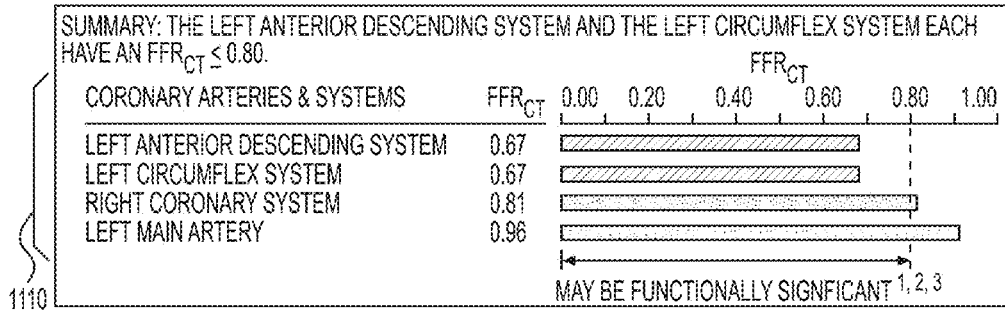 SUMMARY: THE LEFT ANTERIOR DESCENDING SYSTEM AND THE LEFT CIRCUMFLEX SYSTEM EACH
HAVE AN FFR_CT ≤ 0.80.
FFR_CT
CORONARY ARTERIES & SYSTEMS FFR_CT 0.00 0.20 0.40 0.60 0.80 1.00
LEFT ANTERIOR DESCENDING SYSTEM 0.67
LEFT CIRCUMFLEX SYSTEM 0.67
RIGHT CORONARY SYSTEM 0.81
LEFT MAIN ARTERY 0.96
MAY BE FUNCTIONALLY SIGNFICANT 1, 2, 3
1110